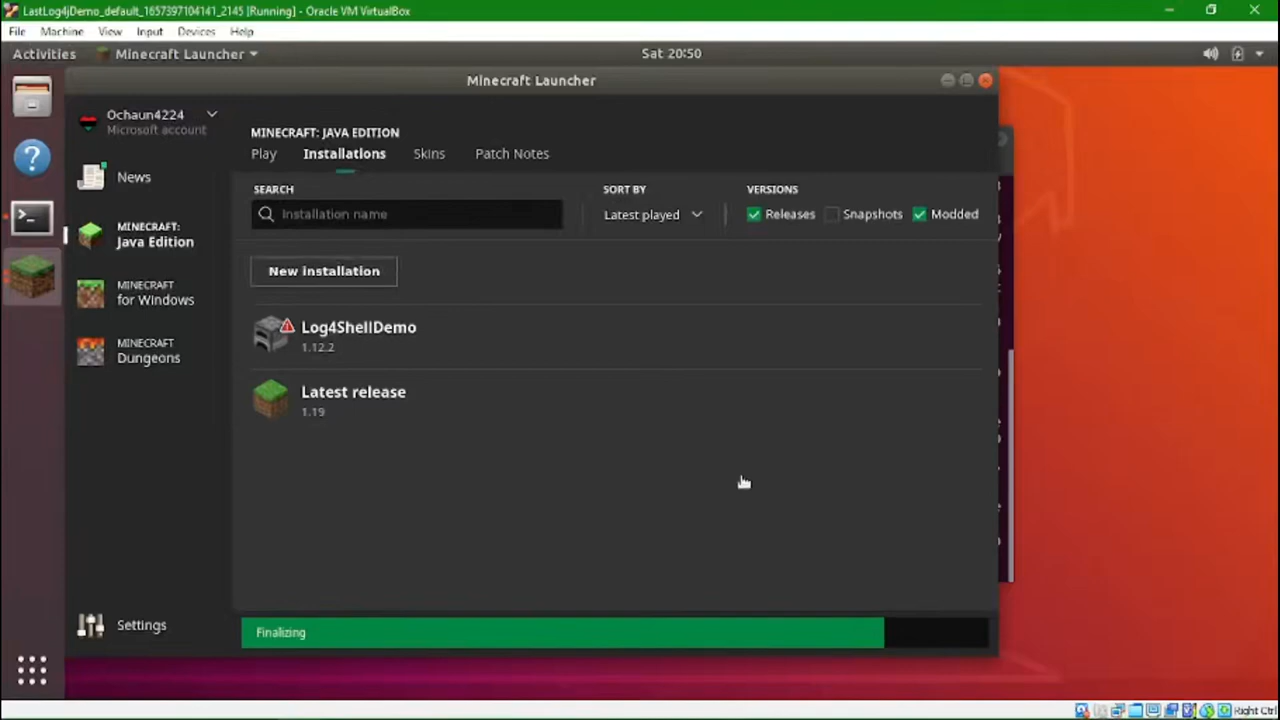 LastLog4jDemo_default_1657397104141_2145 [Running] - Oracle VM VirtualBox
File Machine View Input Devices Help
Activities Minecraft Launcher Sat 20:50
Minecraft Launcher
Ochaun4224
Microsoft account
News
MINECRAFT:
Java Edition
MINECRAFT
for Windows
MINECRAFT
Dungeons
Settings
MINECRAFT: JAVA EDITION
Play Installations Skins Patch Notes
SEARCH SORT BY VERSIONS
Installation name Latest played Releases Snapshots Modded
New installation
Log4ShellDemo
1.12.2
Latest release
1.19
Finalizing
Right Ctrl